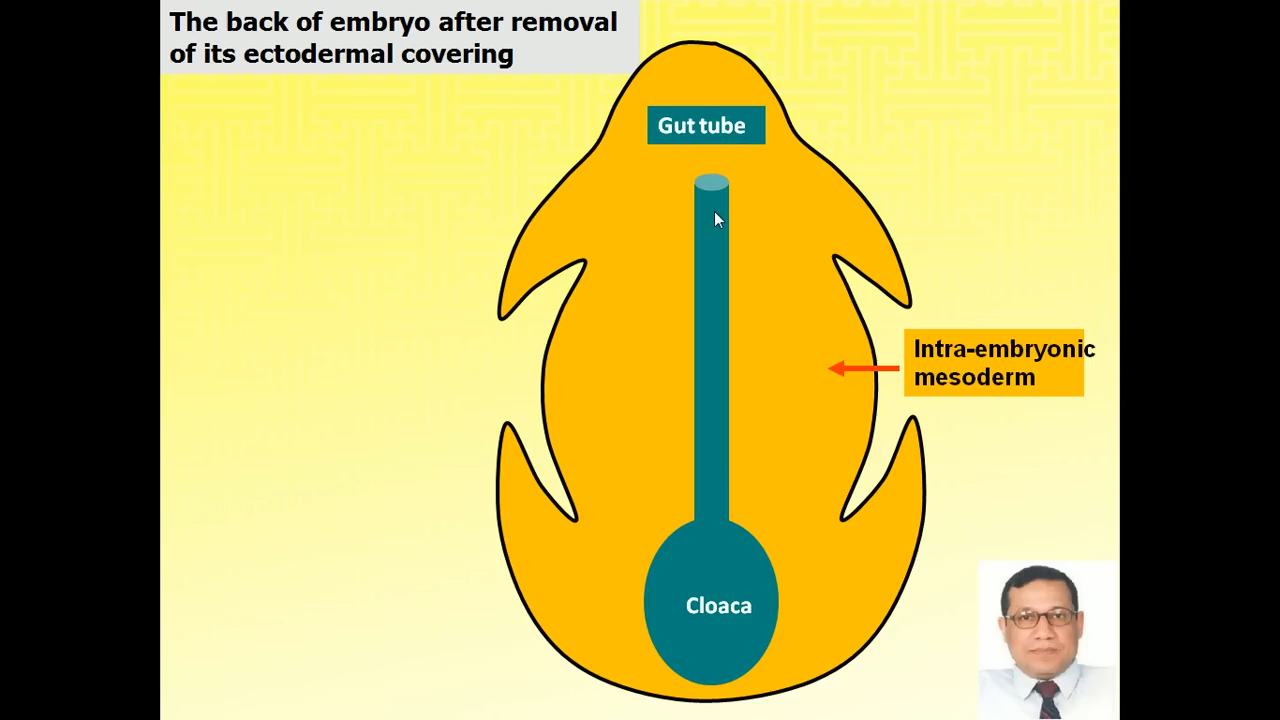 The back of embryo after removal
of its ectodermal covering
Gut tube
Intra-embryonic
mesoderm
Cloaca